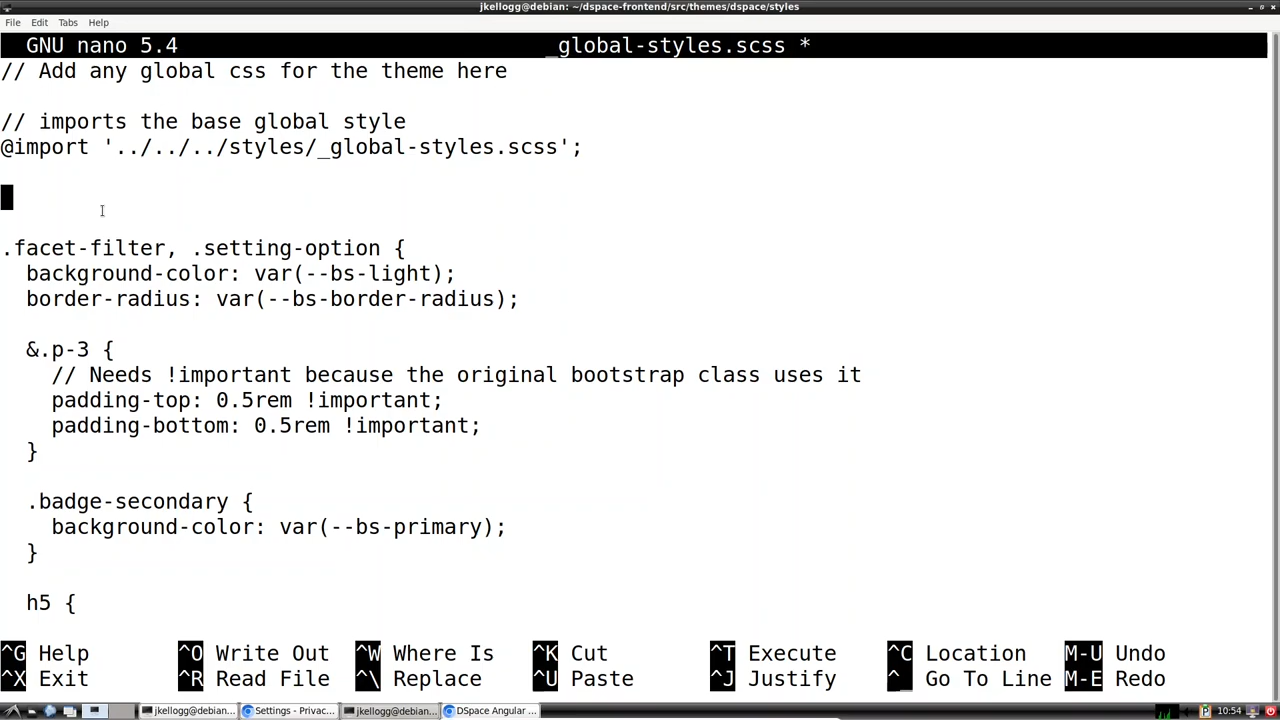 jkellogg@debian: ~/dspace-frontend/src/themes/dspace/styles
File Edit Tabs Help
GNU nano 5.4 _global-styles.scss *
// Add any global css for the theme here
// imports the base global style
@import '../../../styles/_global-styles.scss';
.facet-filter, .setting-option {
background-color: var(--bs-light);
border-radius: var(--bs-border-radius);
&.p-3 {
// Needs !important because the original bootstrap class uses it
padding-top: 0.5rem !important;
padding-bottom: 0.5rem !important;
}
.badge-secondary {
background-color: var(--bs-primary);
}
h5 {
^G Help ^O Write Out ^W Where Is ^K Cut ^T Execute ^C Location M-U Undo
^X Exit ^R Read File ^\ Replace ^U Paste ^J Justify ^_ Go To Line M-E Redo
jkellogg@debian... Settings - Privac... jkellogg@debian... DSpace Angular ... 10:54